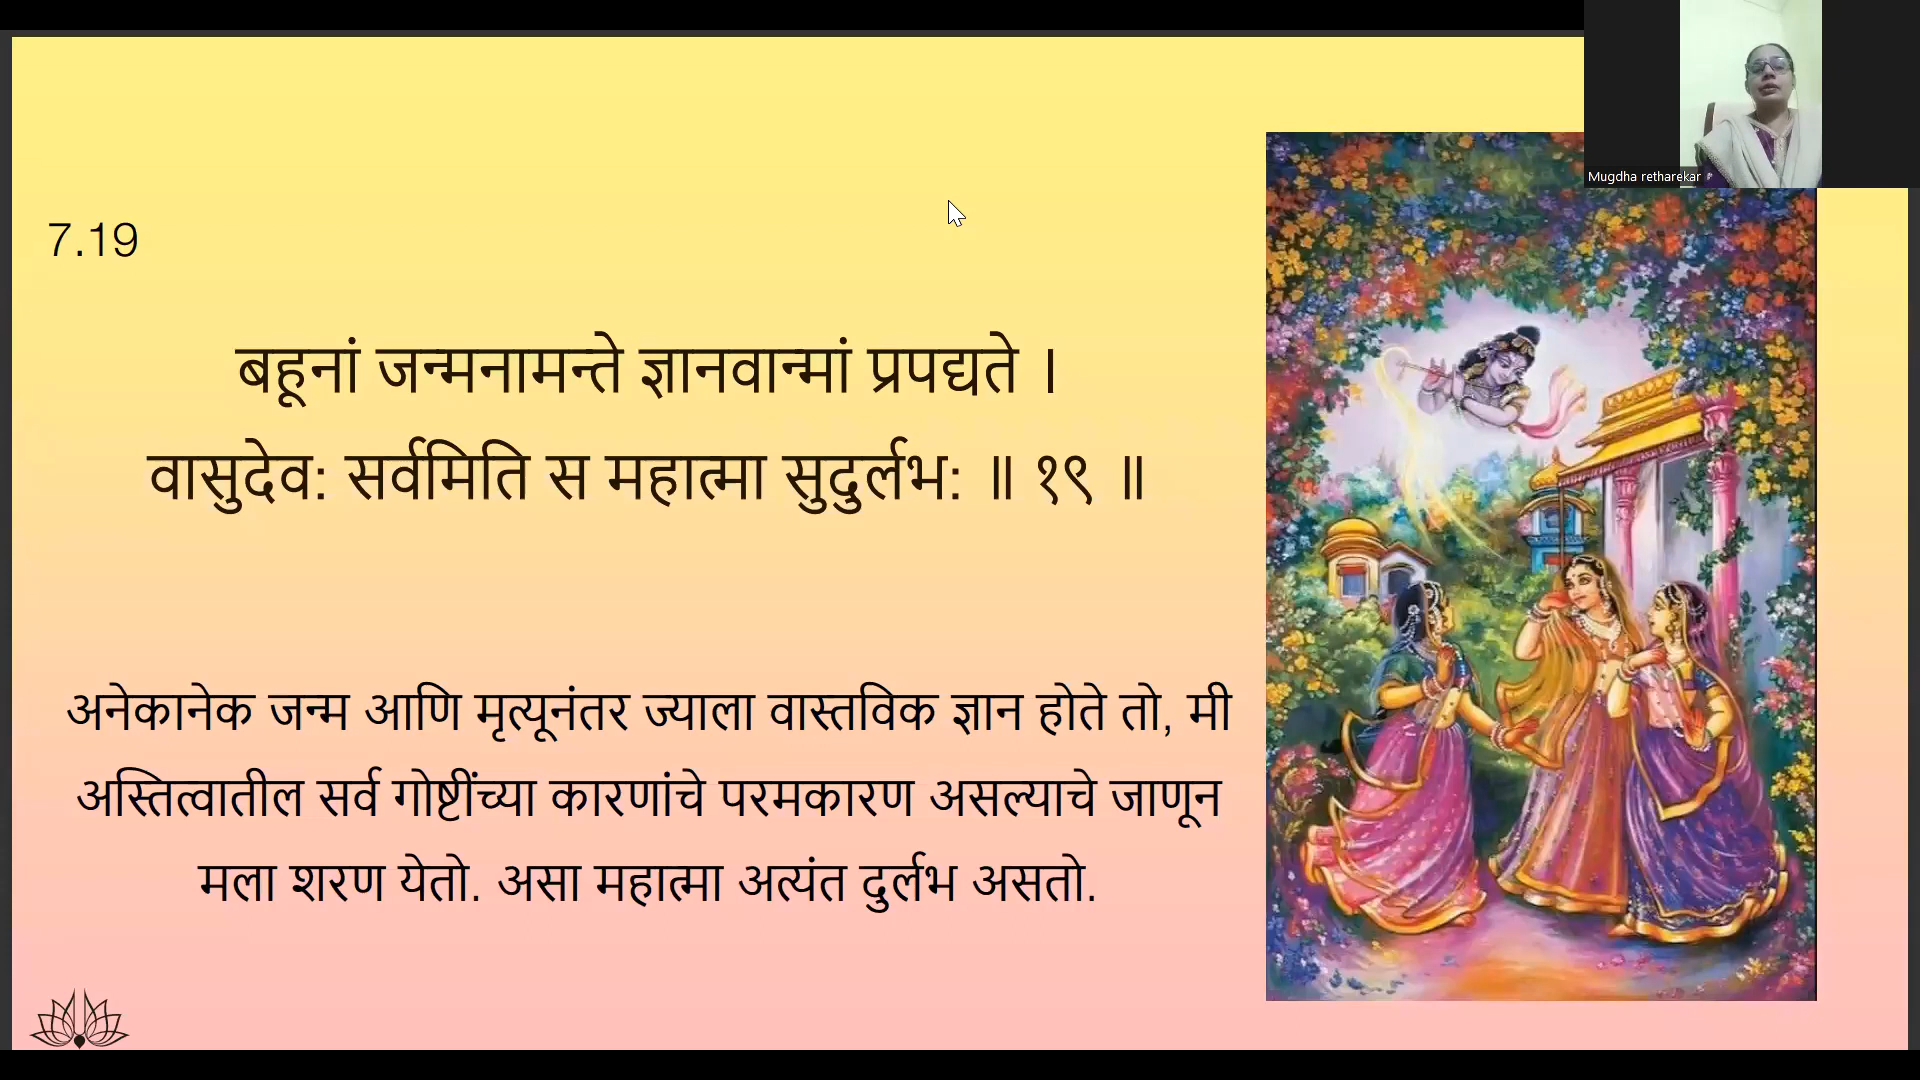 Mugdha retharekar
7.19
बहूनां जन्मनामन्ते ज्ञानवान्मां प्रपद्यते ।
वासुदेव: सर्वमिति स महात्मा सुदुर्लभ: ॥ १९ ॥
अनेकानेक जन्म आणि मृत्यूनंतर ज्याला वास्तविक ज्ञान होते तो, मी
अस्तित्वातील सर्व गोष्टींच्या कारणांचे परमकारण असल्याचे जाणून
मला शरण येतो. असा महात्मा अत्यंत दुर्लभ असतो.